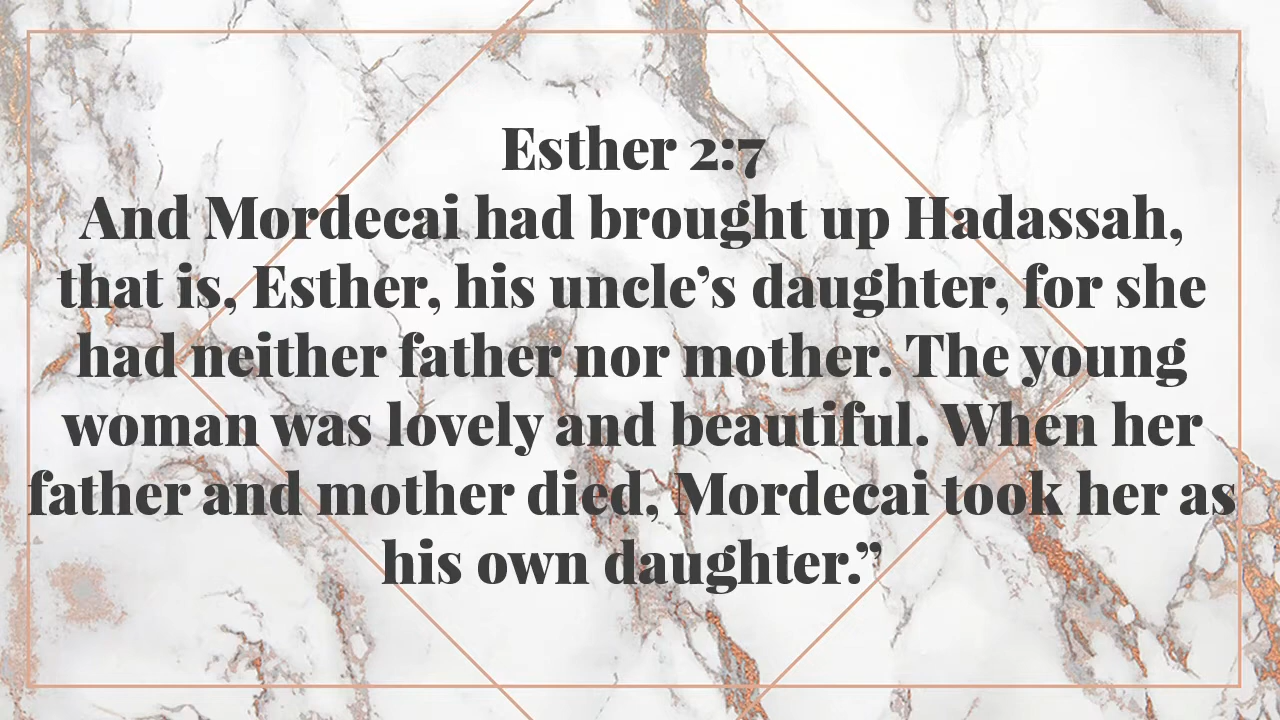 Esther 2:7
And Mordecai had brought up Hadassah,
that is, Esther, his uncle’s daughter, for she
had neither father nor mother. The young
woman was lovely and beautiful. When her
father and mother died, Mordecai took her as
his own daughter.”